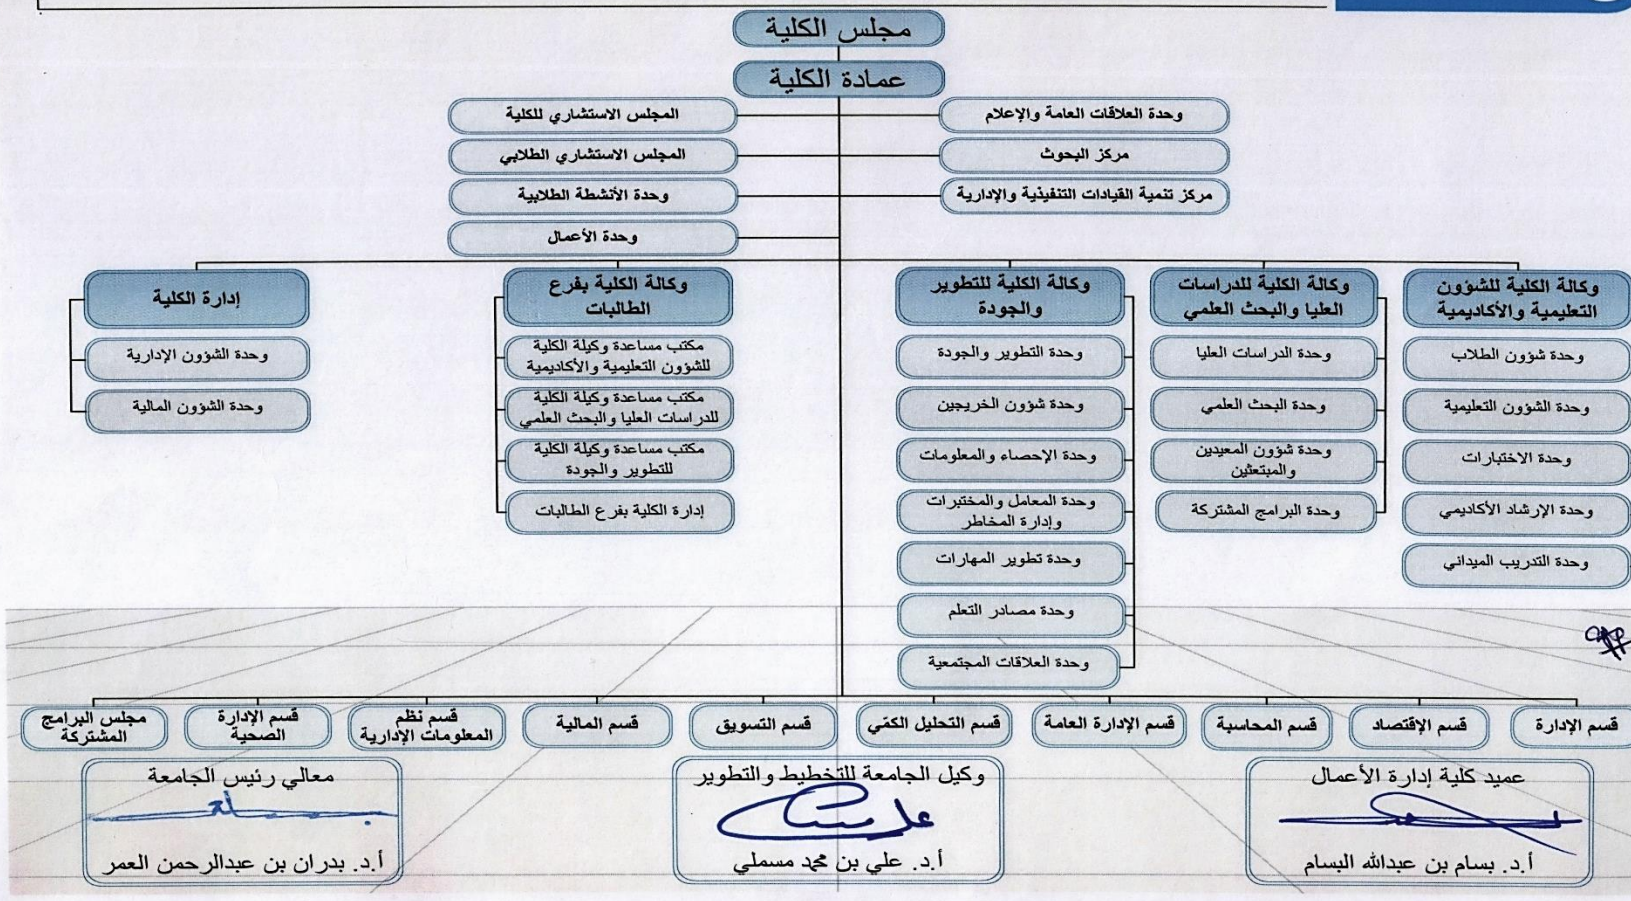 مجلس الكلية
عمادة الكلية
وحدة العلاقات العامة والإعلام
المجلس الاستشاري للكلية
مركز البحوث
المجلس الاستشاري الطلابي
مركز تنمية القيادات التنفيذية والإدارية
وحدة الأنشطة الطلابية
وحدة الأعمال
وكالة الكلية للشؤون
التعليمية والأكاديمية
وحدة شؤون الطلاب
وحدة الشؤون التعليمية
وحدة الاختبارات
وحدة الإرشاد الأكاديمي
وحدة التدريب الميداني
وكالة الكلية للدراسات
العليا والبحث العلمي
وحدة الدراسات العليا
وحدة البحث العلمي
وحدة شؤون المعيدين
والمبتعثين
وحدة البرامج المشتركة
وكالة الكلية للتطوير
والجودة
وحدة التطوير والجودة
وحدة شؤون الخريجين
وحدة الإحصاء والمعلومات
وحدة المعامل والمختبرات
وإدارة المخاطر
وحدة تطوير المهارات
وحدة مصادر التعلم
وحدة العلاقات المجتمعية
وكالة الكلية بفرع
الطالبات
مكتب مساعدة وكيلة الكلية
للشؤون التعليمية والأكاديمية
مكتب مساعدة وكيلة الكلية
للدراسات العليا والبحث العلمي
مكتب مساعدة وكيلة الكلية
للتطوير والجودة
إدارة الكلية بفرع الطالبات
إدارة الكلية
وحدة الشؤون الإدارية
وحدة الشؤون المالية
قسم الإدارة
قسم الإقتصاد
قسم المحاسبة
قسم الإدارة العامة
قسم التحليل الكمّي
قسم التسويق
قسم المالية
قسم نظم
المعلومات الإدارية
قسم الإدارة
الصحية
مجلس البرامج
المشتركة
عميد كلية إدارة الأعمال
أ.د. بسام بن عبدالله البسام
وكيل الجامعة للتخطيط والتطوير
أ.د. علي بن محمد مسملي
معالي رئيس الجامعة
أ.د. بدران بن عبدالرحمن العمر